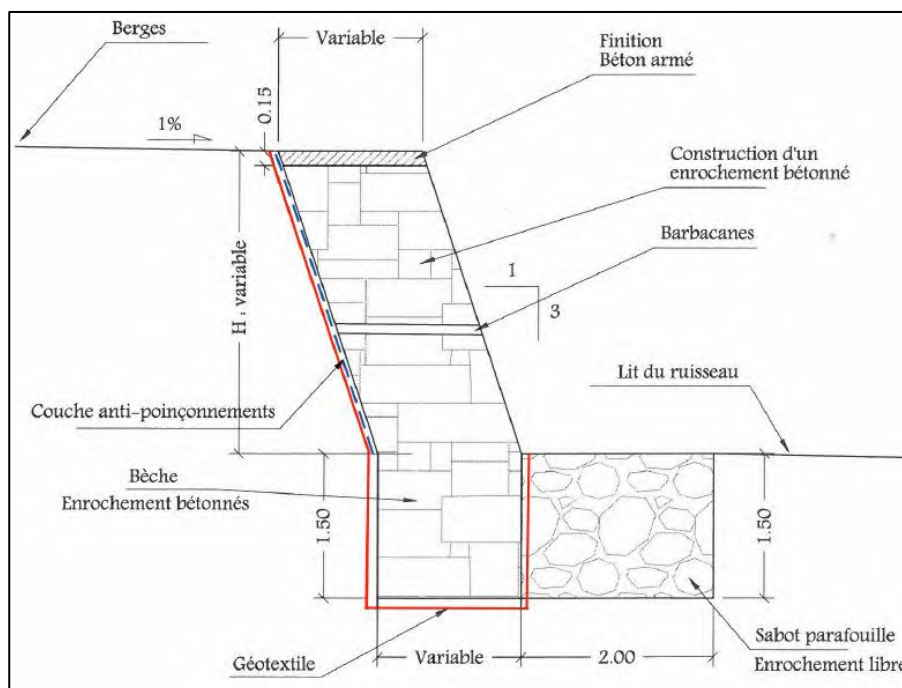 Berges
Variable
Finition
Béton armé
0.15
1%
Construction d'un
enrochement bétonné
Barbacanes
1
3
H : variable
Lit du ruisseau
Couche anti-poinçonnements
Bèche
Enrochement bétonnés
1.50
1.50
Géotextile
Variable
2.00
Sabot parafouille
Enrochement libre